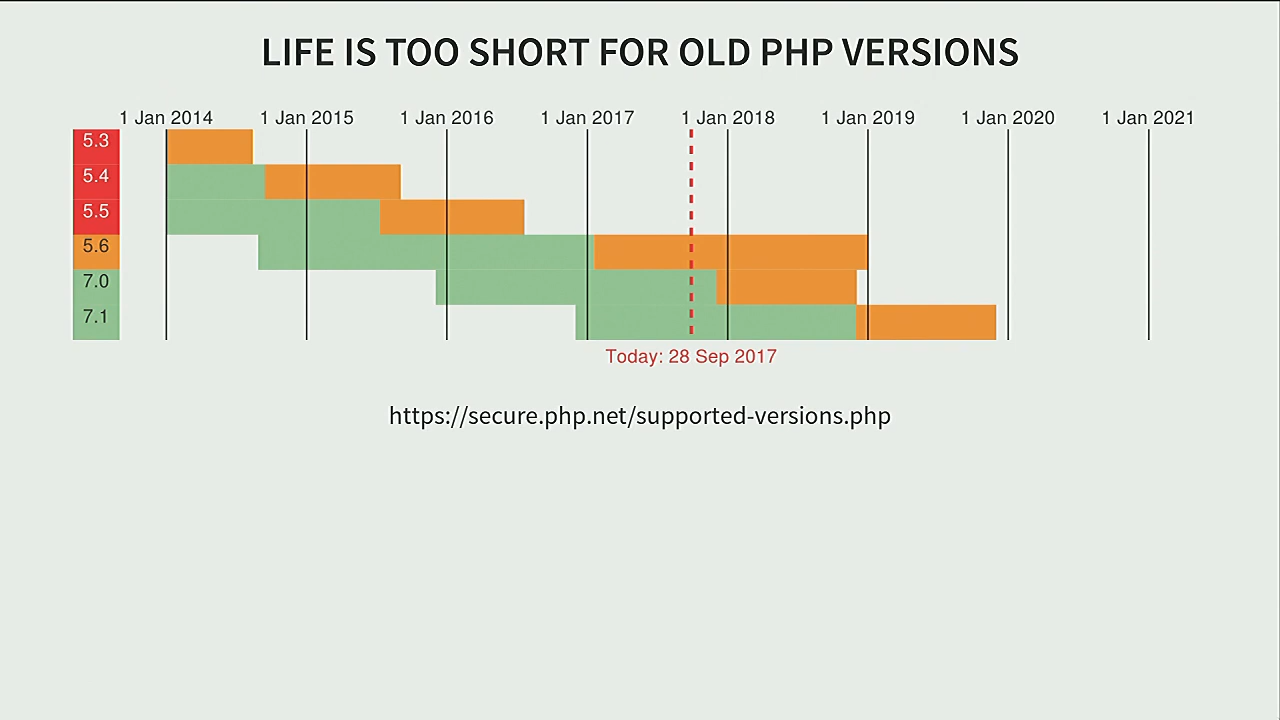 LIFE IS TOO SHORT FOR OLD PHP VERSIONS
1 Jan 2014 1 Jan 2015 1 Jan 2016 1 Jan 2017 1 Jan 2018 1 Jan 2019 1 Jan 2020 1 Jan 2021
5.3
5.4
5.5
5.6
7.0
7.1
Today: 28 Sep 2017
https://secure.php.net/supported-versions.php